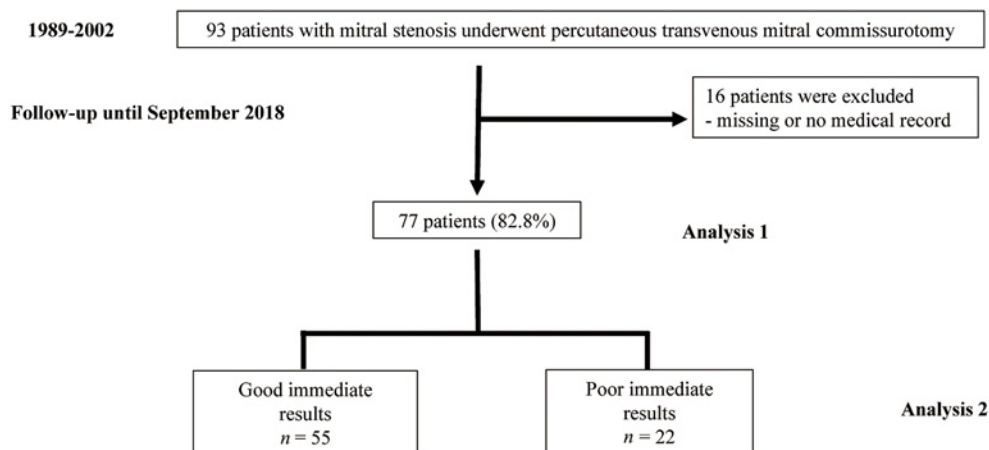 1989-2002
93 patients with mitral stenosis underwent percutaneous transvenous mitral commissurotomy
Follow-up until September 2018
16 patients were excluded
- missing or no medical record
77 patients (82.8%)
Analysis 1
Good immediate
results
n = 55
Poor immediate
results
n = 22
Analysis 2